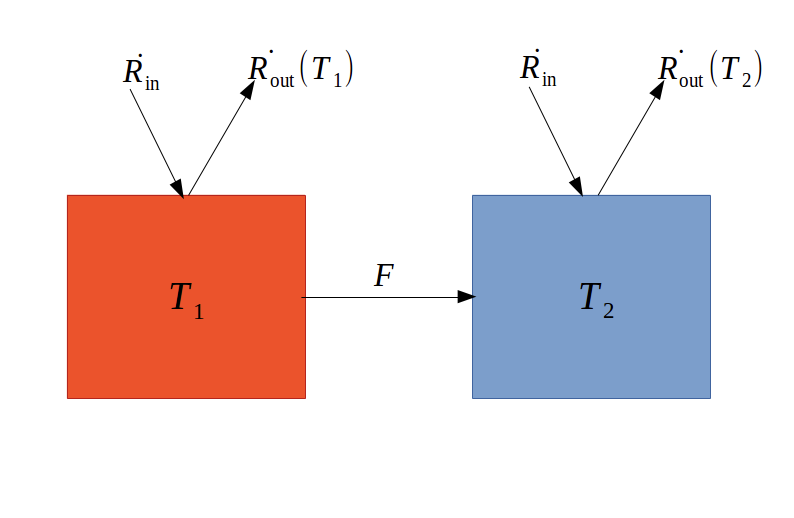 Ṙin Ṙout(T1) Ṙin Ṙout(T2)
F
T1 T2